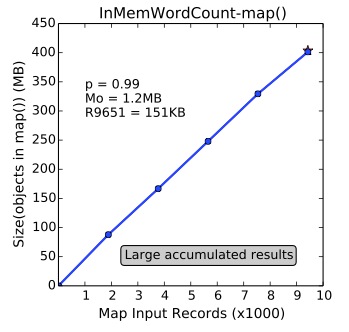 InMemWordCount-map()
450
400
350
300
250
200
150
100
50
0
Size(objects in map()) (MB)
p = 0.99
Mo = 1.2MB
R9651 = 151KB
Large accumulated results
1 2 3 4 5 6 7 8 9 10
Map Input Records (x1000)